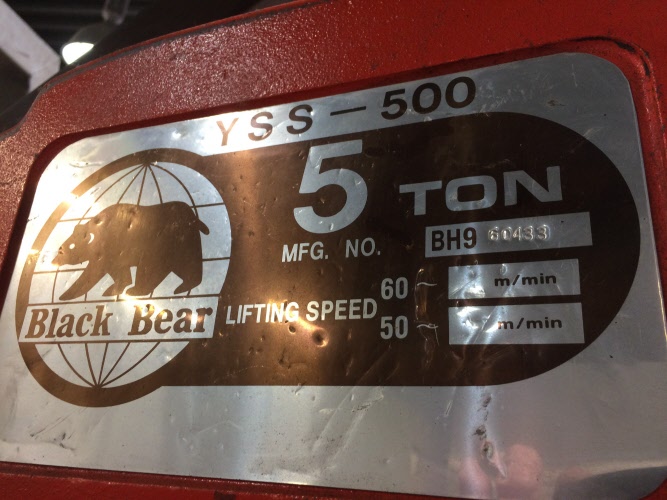 YSS-500
5 TON
MFG. NO. BH9
Black Bear
LIFTING SPEED
60 m/min
50 m/min